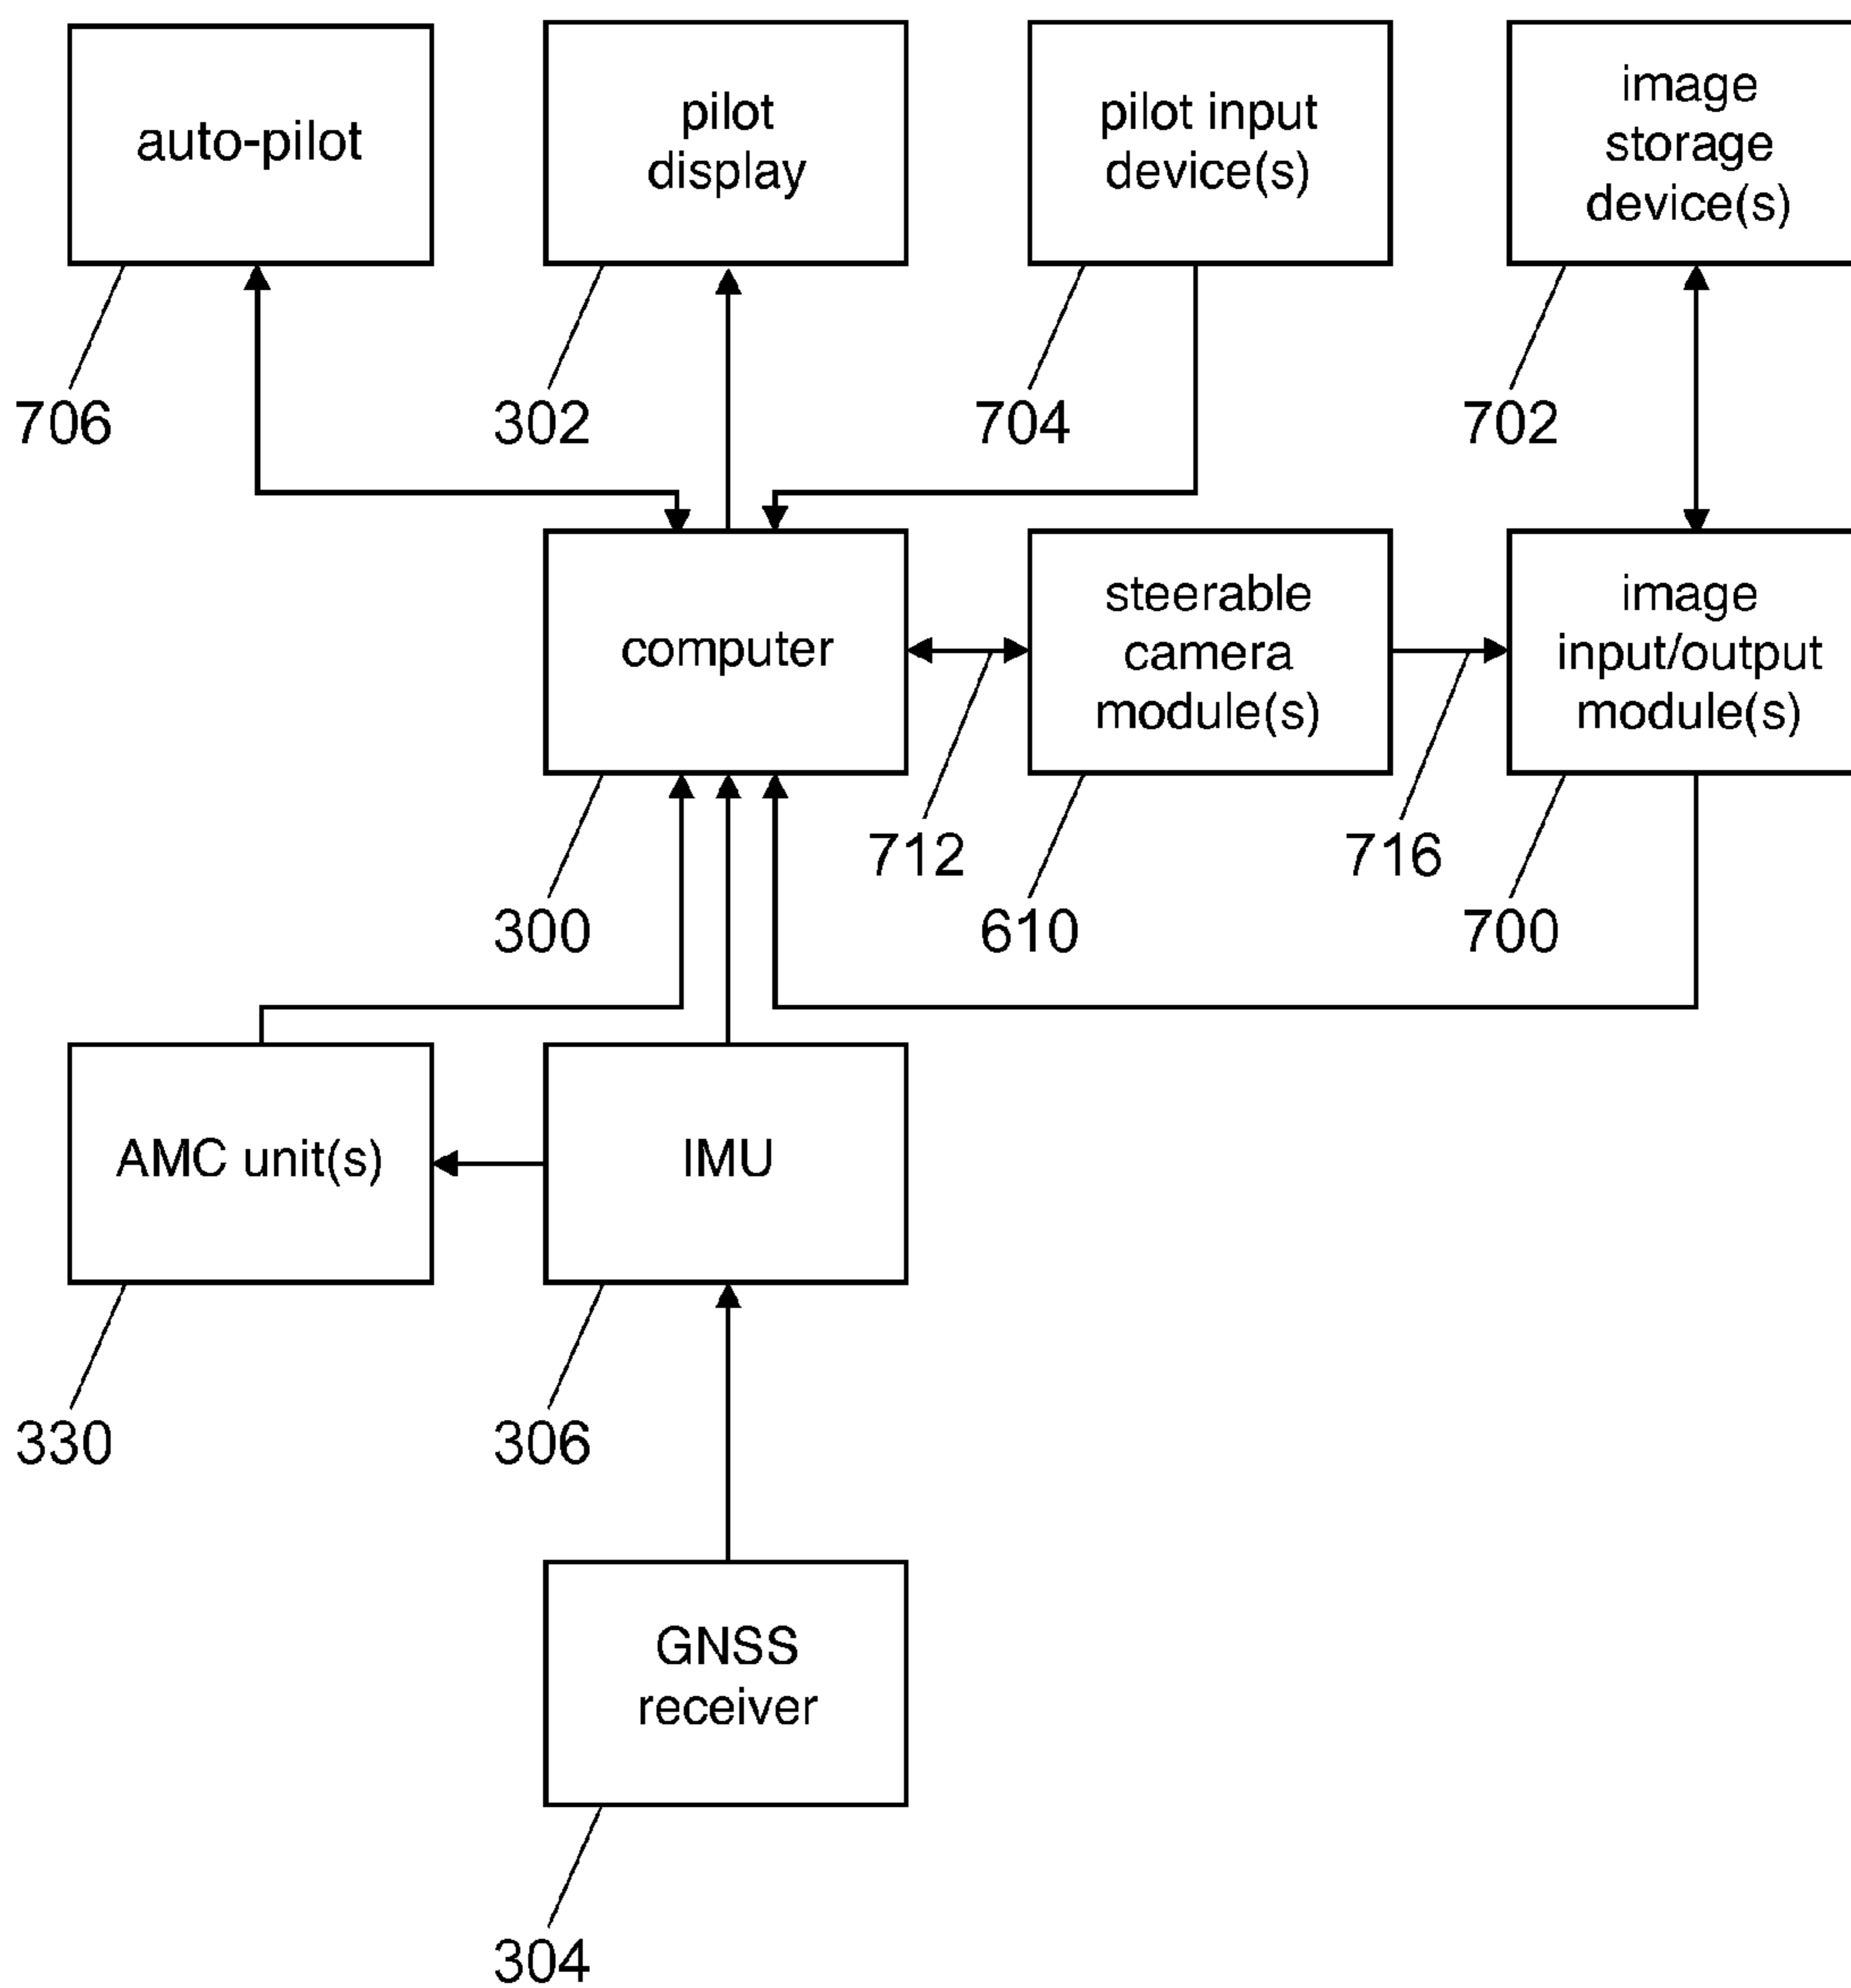 auto-pilot
pilot
display
pilot input
device(s)
image
storage
device(s)
706
302
704
702
computer
steerable
camera
module(s)
image
input/output
module(s)
712
716
300
610
700
AMC unit(s)
IMU
330
306
GNSS
receiver
304